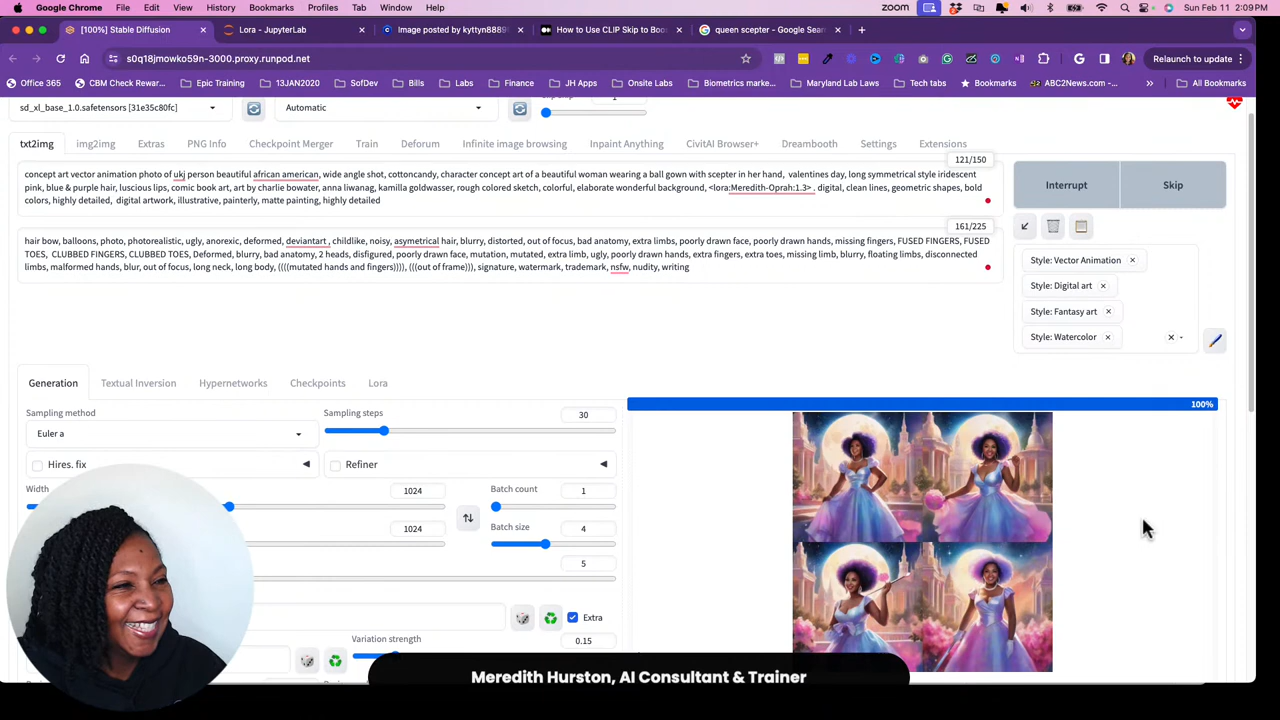 Google Chrome File Edit View History Bookmarks Profiles Tab Window Help zoom Sun Feb 11 2:09 PM
[100%] Stable Diffusion Lora - JupyterLab Image posted by kyttyn8889 How to Use CLIP Skip to Boo queen scepter - Google Sear
s0q18jmowko59n-3000.proxy.runpod.net Relaunch to update
Office 365 CBM Check Rewar... Epic Training 13JAN2020 SofDev Bills Labs Finance JH Apps Onsite Labs Biometrics marke... Maryland Lab Laws Tech tabs Bookmarks ABC2News.com -... All Bookmarks
sd_xl_base_1.0.safetensors [31e35c80fc] Automatic 1
txt2img img2img Extras PNG Info Checkpoint Merger Train Deforum Infinite image browsing Inpaint Anything CivitAI Browser+ Dreambooth Settings Extensions
121/150
concept art vector animation photo of ukj person beautiful african american, wide angle shot, cottoncandy, character concept art of a beautiful woman wearing a ball gown with scepter in her hand, valentines day, long symmetrical style iridescent
pink, blue & purple hair, luscious lips, comic book art, art by charlie bowater, anna liwanag, kamilla goldwasser, rough colored sketch, colorful, elaborate wonderful background, <lora:Meredith-Oprah:1.3> , digital, clean lines, geometric shapes, bold
colors, highly detailed, digital artwork, illustrative, painterly, matte painting, highly detailed
Interrupt Skip
161/225
hair bow, balloons, photo, photorealistic, ugly, anorexic, deformed, deviantart , childlike, noisy, asymetrical hair, blurry, distorted, out of focus, bad anatomy, extra limbs, poorly drawn face, poorly drawn hands, missing fingers, FUSED FINGERS, FUSED
TOES, CLUBBED FINGERS, CLUBBED TOES, Deformed, blurry, bad anatomy, 2 heads, disfigured, poorly drawn face, mutation, mutated, extra limb, ugly, poorly drawn hands, extra fingers, extra toes, missing limb, blurry, floating limbs, disconnected
limbs, malformed hands, blur, out of focus, long neck, long body, ((((mutated hands and fingers)))), (((out of frame))), signature, watermark, trademark, nsfw, nudity, writing
Style: Vector Animation ×
Style: Digital art ×
Style: Fantasy art ×
Style: Watercolor ×
Generation Textual Inversion Hypernetworks Checkpoints Lora
Sampling method Sampling steps 30
Euler a
100%
Hires. fix Refiner
Width 1024 Batch count 1
1024 Batch size 4
5
Extra
Variation strength 0.15
Meredith Hurston, AI Consultant & Trainer